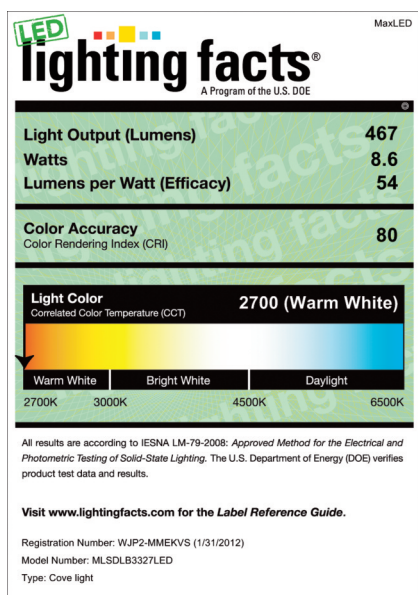 MaxLED
LED
lighting facts®
A Program of the U.S. DOE
Light Output (Lumens) 467
Watts 8.6
Lumens per Watt (Efficacy) 54
Color Accuracy
Color Rendering Index (CRI) 80
Light Color
Correlated Color Temperature (CCT) 2700 (Warm White)
Warm White Bright White Daylight
2700K 3000K 4500K 6500K
All results are according to IESNA LM-79-2008: Approved Method for the Electrical and
Photometric Testing of Solid-State Lighting. The U.S. Department of Energy (DOE) verifies
product test data and results.
Visit www.lightingfacts.com for the Label Reference Guide.
Registration Number: WJP2-MMEKVS (1/31/2012)
Model Number: MLSDLB3327LED
Type: Cove light